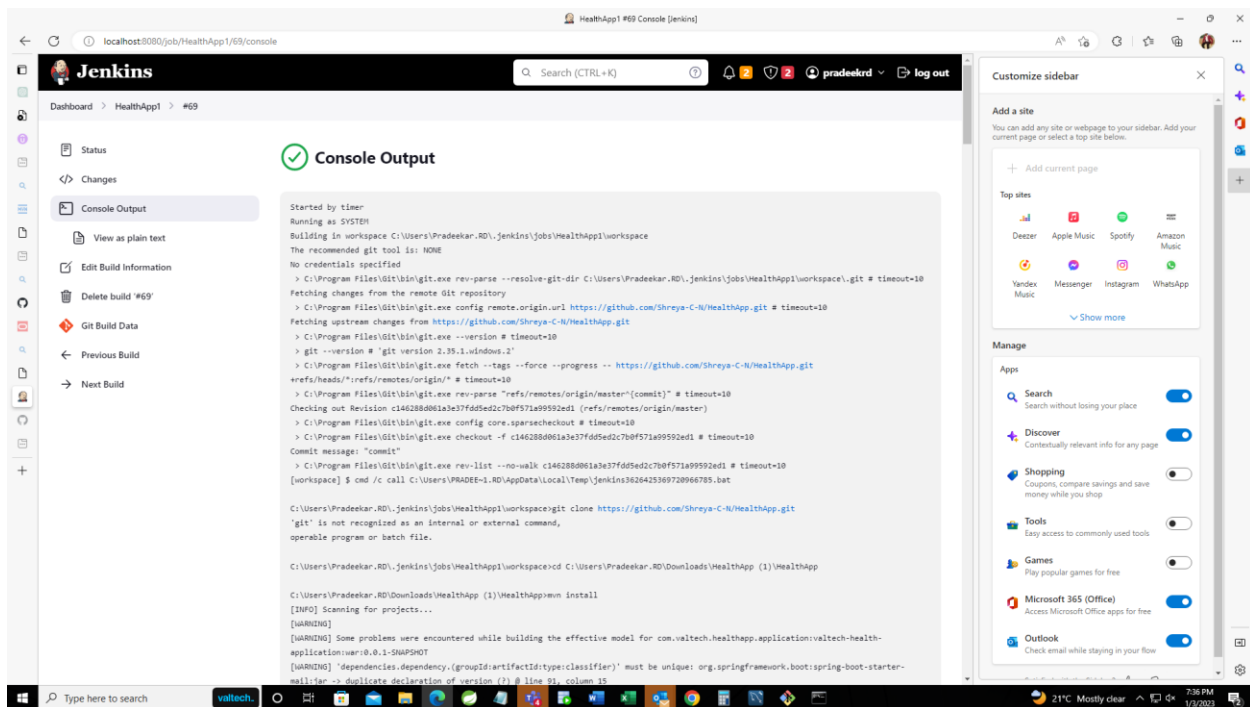 HealthApp1 #69 Console [Jenkins]
localhost:8080/job/HealthApp1/69/console
Jenkins
Search (CTRL+K)
2
2
pradeekrd
log out
Dashboard > HealthApp1 > #69
Status
Changes
Console Output
View as plain text
Edit Build Information
Delete build '#69'
Git Build Data
Previous Build
Next Build
Console Output
Started by timer
Running as SYSTEM
Building in workspace C:\Users\Pradeekar.RD\.jenkins\jobs\HealthApp1\workspace
The recommended git tool is: NONE
No credentials specified
> C:\Program Files\Git\bin\git.exe rev-parse --resolve-git-dir C:\Users\Pradeekar.RD\.jenkins\jobs\HealthApp1\workspace\.git # timeout=10
Fetching changes from the remote Git repository
> C:\Program Files\Git\bin\git.exe config remote.origin.url https://github.com/Shreya-C-N/HealthApp.git # timeout=10
Fetching upstream changes from https://github.com/Shreya-C-N/HealthApp.git
> C:\Program Files\Git\bin\git.exe --version # timeout=10
> git --version # 'git version 2.35.1.windows.2'
> C:\Program Files\Git\bin\git.exe fetch --tags --force --progress -- https://github.com/Shreya-C-N/HealthApp.git
+refs/heads/*:refs/remotes/origin/* # timeout=10
> C:\Program Files\Git\bin\git.exe rev-parse "refs/remotes/origin/master^{commit}" # timeout=10
Checking out Revision c146288d061a3e37fdd5ed2c7b0f571a99592ed1 (refs/remotes/origin/master)
> C:\Program Files\Git\bin\git.exe config core.sparsecheckout # timeout=10
> C:\Program Files\Git\bin\git.exe checkout -f c146288d061a3e37fdd5ed2c7b0f571a99592ed1 # timeout=10
Commit message: "commit"
> C:\Program Files\Git\bin\git.exe rev-list --no-walk c146288d061a3e37fdd5ed2c7b0f571a99592ed1 # timeout=10
[workspace] $ cmd /c call C:\Users\PRADEE~1.RD\AppData\Local\Temp\jenkins3626425369720966785.bat
C:\Users\Pradeekar.RD\.jenkins\jobs\HealthApp1\workspace>git clone https://github.com/Shreya-C-N/HealthApp.git
'git' is not recognized as an internal or external command,
operable program or batch file.
C:\Users\Pradeekar.RD\.jenkins\jobs\HealthApp1\workspace>cd C:\Users\Pradeekar.RD\Downloads\HealthApp (1)\HealthApp
C:\Users\Pradeekar.RD\Downloads\HealthApp (1)\HealthApp>mvn install
[INFO] Scanning for projects...
[WARNING]
[WARNING] Some problems were encountered while building the effective model for com.valtech.healthapp.application:valtech-health-
application:war:0.0.1-SNAPSHOT
[WARNING] 'dependencies.dependency.(groupId:artifactId:type:classifier)' must be unique: org.springframework.boot:spring-boot-starter-
mail:jar -> duplicate declaration of version (?) @ line 91, column 15
Customize sidebar
Add a site
You can add any site or webpage to your sidebar. Add your
current page or select a top site below.
Add current page
Top sites
Deezer
Apple Music
Spotify
Amazon Music
Yandex Music
Messenger
Instagram
WhatsApp
Show more
Manage
Apps
Search
Search without losing your place
Discover
Contextually relevant info for any page
Shopping
Coupons, compare savings and save
money while you shop
Tools
Easy access to commonly used tools
Games
Play popular games for free
Microsoft 365 (Office)
Access Microsoft Office apps for free
Outlook
Check email while staying in your flow
Type here to search
valtech.
21°C Mostly clear
7:36 PM
1/3/2023